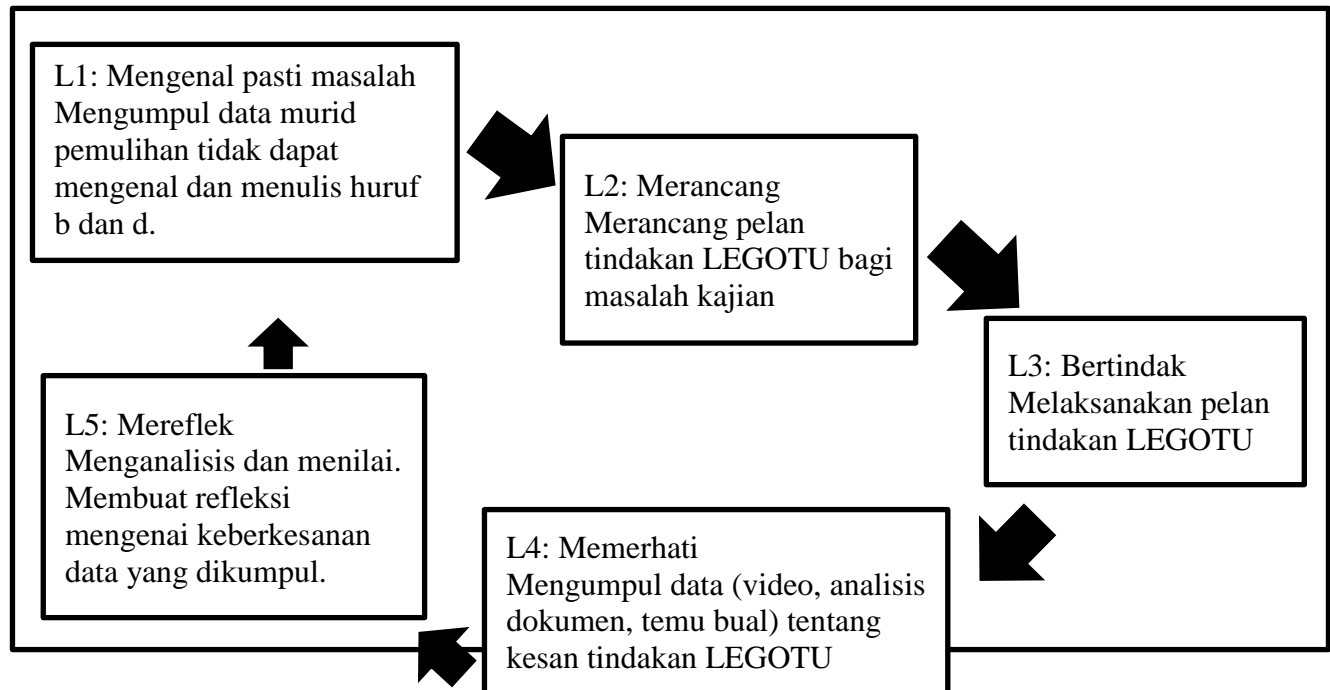 L1: Mengenal pasti masalah
Mengumpul data murid
pemulihan tidak dapat
mengenal dan menulis huruf
b dan d.
L2: Merancang
Merancang pelan
tindakan LEGOTU bagi
masalah kajian
L3: Bertindak
Melaksanakan pelan
tindakan LEGOTU
L4: Memerhati
Mengumpul data (video, analisis
dokumen, temu bual) tentang
kesan tindakan LEGOTU
L5: Mereflek
Menganalisis dan menilai.
Membuat refleksi
mengenai keberkesanan
data yang dikumpul.